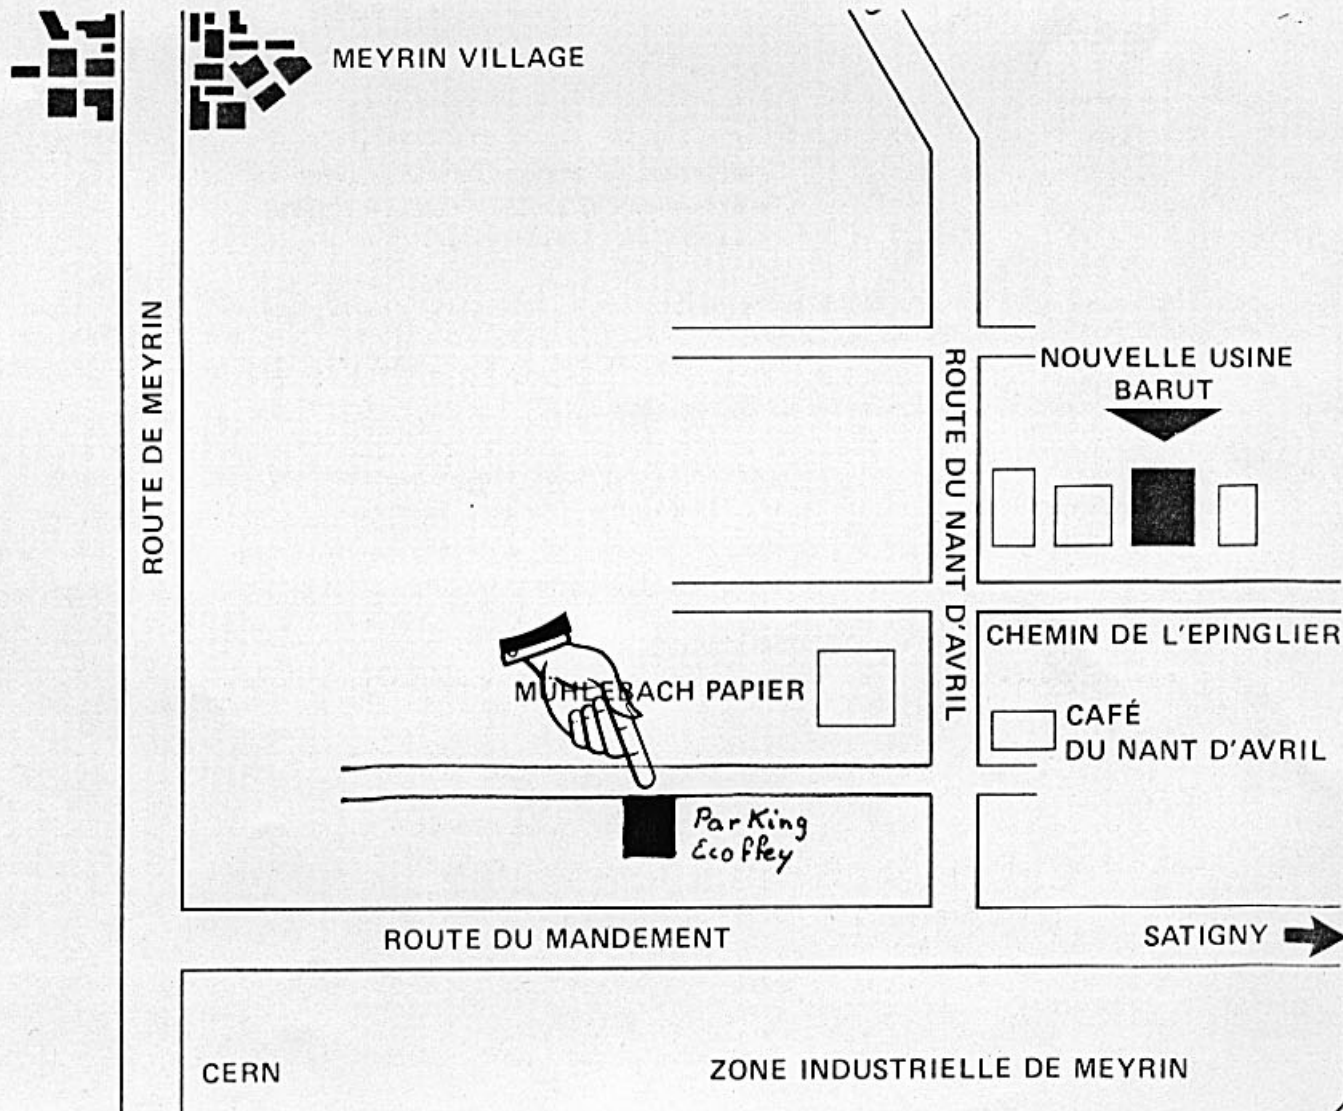 MEYRIN VILLAGE
ROUTE DE MEYRIN
ROUTE DU NANT D'AVRIL
NOUVELLE USINE
BARUT
CHEMIN DE L'EPINGLIER
MÜHLEBACH PAPIER
CAFÉ
DU NANT D'AVRIL
ParKing
Ecoffey
ROUTE DU MANDEMENT
SATIGNY
CERN
ZONE INDUSTRIELLE DE MEYRIN